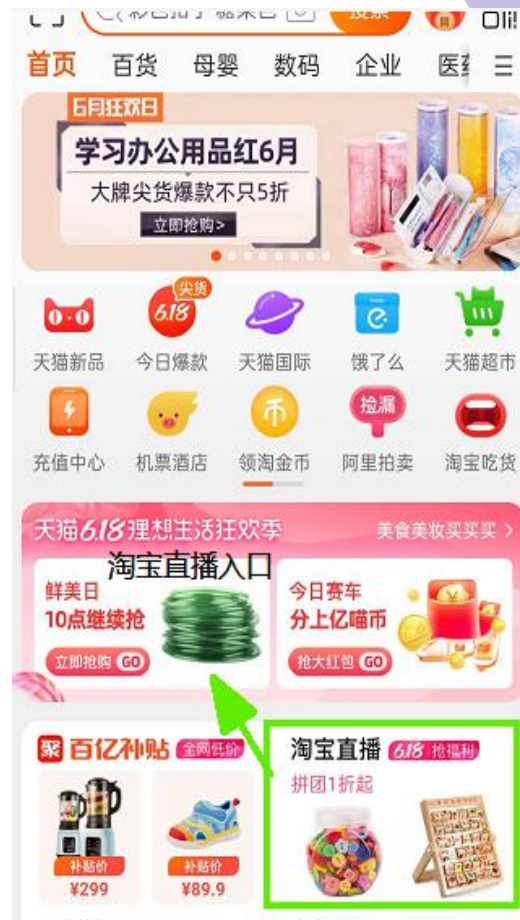 首页 百货 母婴 数码 企业
6月狂欢日
学习办公用品红6月
大牌尖货爆款不只5折
立即抢购>
尖货
6.18
天猫新品 今日爆款 天猫国际 饿了么 天猫超市
币 捡漏
充值中心 机票酒店 领淘金币 阿里拍卖 淘宝吃货
天猫6.18理想生活狂欢季 美食美妆买买买 >
淘宝直播入口
鲜美日
10点继续抢
立即抢购 GO
今日赛车
分上亿喵币
抢大红包 GO
聚 百亿补贴 全网低价
补贴价 补贴价
¥299 ¥89.9
淘宝直播 6.18 抢福利
拼团1折起